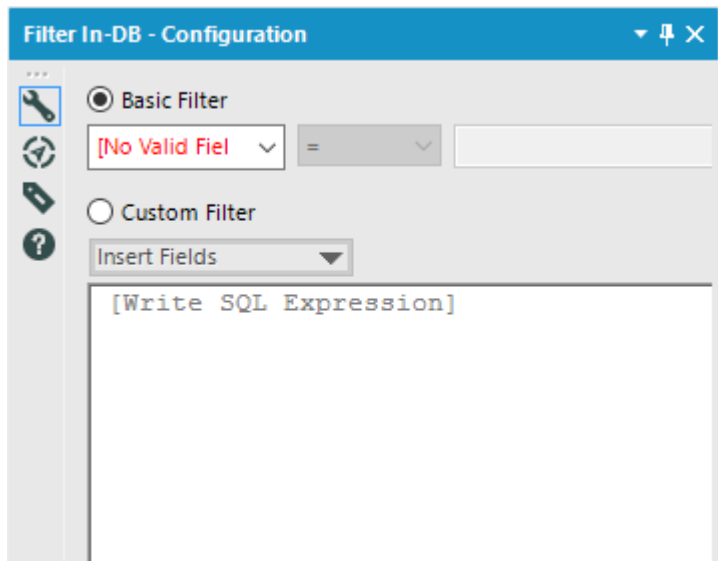 Filter In-DB - Configuration
Basic Filter
[No Valid Fiel
=
Custom Filter
Insert Fields
[Write SQL Expression]